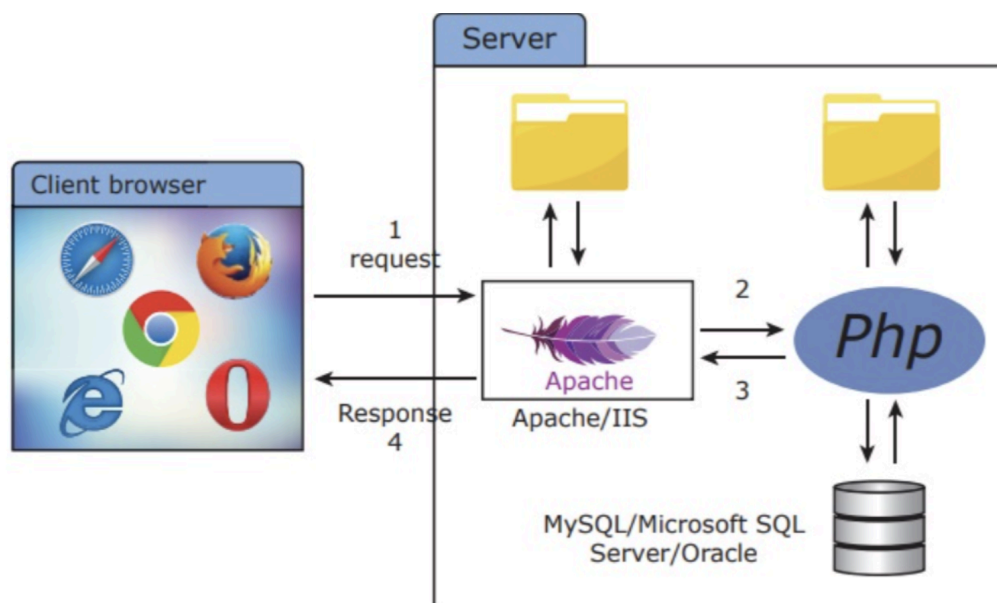 Server
Client browser
1
request
2
Php
Apache
3
Response
4
Apache/IIS
MySQL/Microsoft SQL
Server/Oracle